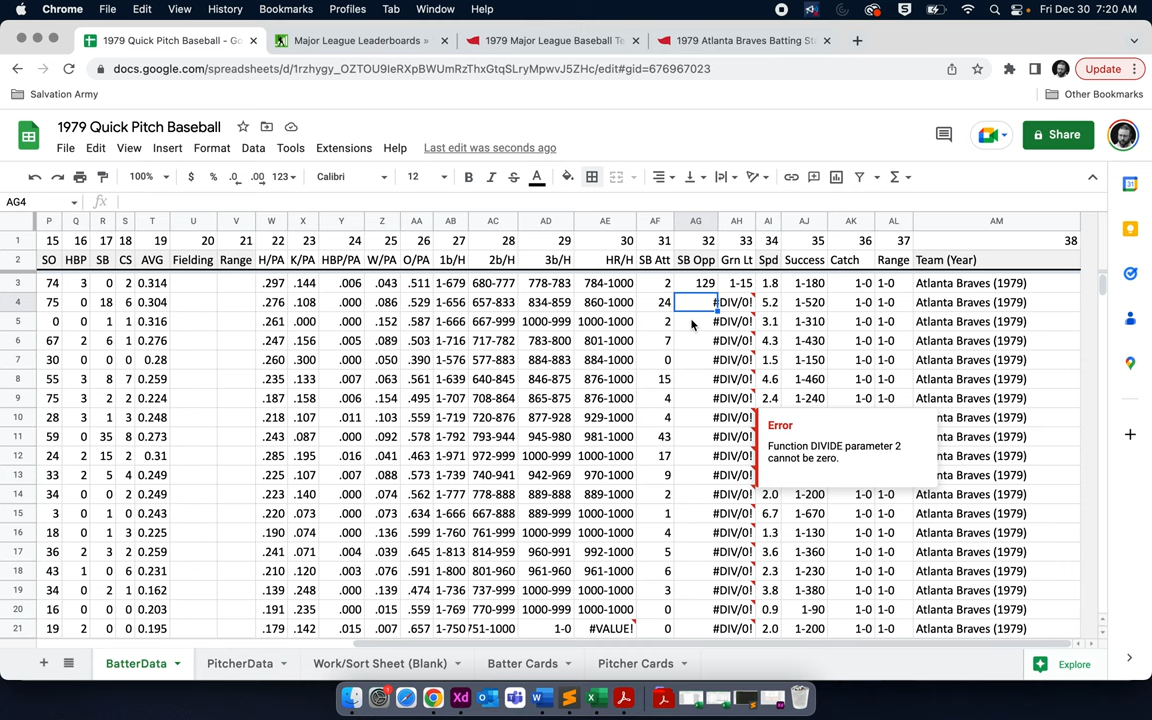 Chrome File Edit View History Bookmarks Profiles Tab Window Help Fri Dec 30 7:20 AM
1979 Quick Pitch Baseball - Go Major League Leaderboards » 1979 Major League Baseball Te 1979 Atlanta Braves Batting Sta
docs.google.com/spreadsheets/d/1rzhygy_OZTOU9IeRXpBWUmRzThxGtqSLryMpwvJ5ZHc/edit#gid=676967023 Update
Salvation Army Other Bookmarks
1979 Quick Pitch Baseball
File Edit View Insert Format Data Tools Extensions Help Last edit was seconds ago Share
100% $ % .0 .00 123 Calibri 12 B I S A
AG4 fx
P Q R S T U V W X Y Z AA AB AC AD AE AF AG AH AI AJ AK AL AM
1 15 16 17 18 19 20 21 22 23 24 25 26 27 28 29 30 31 32 33 34 35 36 37 38
2 SO HBP SB CS AVG Fielding Range H/PA K/PA HBP/PA W/PA O/PA 1b/H 2b/H 3b/H HR/H SB Att SB Opp Grn Lt Spd Success Catch Range Team (Year)
3 74 3 0 2 0.314 .297 .143 .006 .043 .511 1-679 680-777 778-783 784-1000 2 129 1-15 1.8 1-180 1-0 1-0 Atlanta Braves (1979)
4 75 0 18 6 0.304 .276 .108 .000 .086 .529 1-656 657-833 834-859 860-1000 24 #DIV/0! 5.2 1-520 1-0 1-0 Atlanta Braves (1979)
5 0 0 1 1 0.316 .261 .000 .000 .152 .587 1-666 667-999 1000-999 1000-1000 2 #DIV/0! 3.1 1-310 1-0 1-0 Atlanta Braves (1979)
6 67 2 6 1 0.276 .247 .156 .005 .089 .503 1-716 717-782 783-800 801-1000 7 #DIV/0! 4.3 1-430 1-0 1-0 Atlanta Braves (1979)
7 30 0 0 0 0.28 .260 .300 .000 .050 .390 1-576 577-883 884-883 884-1000 0 #DIV/0! 1.5 1-150 1-0 1-0 Atlanta Braves (1979)
8 55 3 8 7 0.259 .235 .133 .007 .063 .561 1-639 640-845 846-875 876-1000 15 #DIV/0! 4.6 1-460 1-0 1-0 Atlanta Braves (1979)
9 75 3 2 2 0.224 .187 .158 .006 .154 .495 1-707 708-864 865-875 876-1000 4 #DIV/0! 2.4 1-240 1-0 1-0 Atlanta Braves (1979)
10 28 3 1 3 0.248 .218 .107 .011 .103 .559 1-719 720-876 877-928 929-1000 4 #DIV/0! nta Braves (1979)
11 59 0 35 8 0.273 .243 .087 .000 .092 .578 1-792 793-944 945-980 981-1000 43 #DIV/0! nta Braves (1979)
12 24 2 15 2 0.31 .285 .195 .016 .041 .463 1-971 972-999 1000-999 1000-1000 17 #DIV/0! nta Braves (1979)
13 33 2 5 4 0.249 .225 .107 .007 .088 .573 1-739 740-941 942-969 970-1000 9 #DIV/0! nta Braves (1979)
Error
Function DIVIDE parameter 2
cannot be zero.
14 34 0 0 2 0.249 .223 .140 .000 .074 .562 1-777 778-888 889-888 889-1000 2 #DIV/0! 2.0 1-200 1-0 1-0 Atlanta Braves (1979)
15 3 0 1 0 0.243 .220 .073 .000 .073 .634 1-666 667-888 889-999 1000-1000 1 #DIV/0! 6.7 1-670 1-0 1-0 Atlanta Braves (1979)
16 18 0 1 3 0.225 .190 .074 .000 .136 .599 1-760 761-999 1000-999 1000-1000 4 #DIV/0! 1.3 1-130 1-0 1-0 Atlanta Braves (1979)
17 36 2 3 2 0.259 .241 .071 .004 .039 .645 1-813 814-959 960-991 992-1000 5 #DIV/0! 3.6 1-360 1-0 1-0 Atlanta Braves (1979)
18 43 1 0 6 0.231 .210 .120 .003 .076 .591 1-800 801-960 961-960 961-1000 6 #DIV/0! 2.3 1-230 1-0 1-0 Atlanta Braves (1979)
19 34 0 2 1 0.162 .139 .248 .000 .139 .474 1-736 737-999 1000-999 1000-1000 3 #DIV/0! 3.8 1-380 1-0 1-0 Atlanta Braves (1979)
20 16 0 0 0 0.203 .191 .235 .000 .015 .559 1-769 770-999 1000-999 1000-1000 0 #DIV/0! 0.9 1-90 1-0 1-0 Atlanta Braves (1979)
21 19 2 0 0 0.195 .179 .142 .015 .007 .657 1-750 751-1000 1-0 #VALUE! 0 #DIV/0! 2.0 1-200 1-0 1-0 Atlanta Braves (1979)
BatterData PitcherData Work/Sort Sheet (Blank) Batter Cards Pitcher Cards Explore